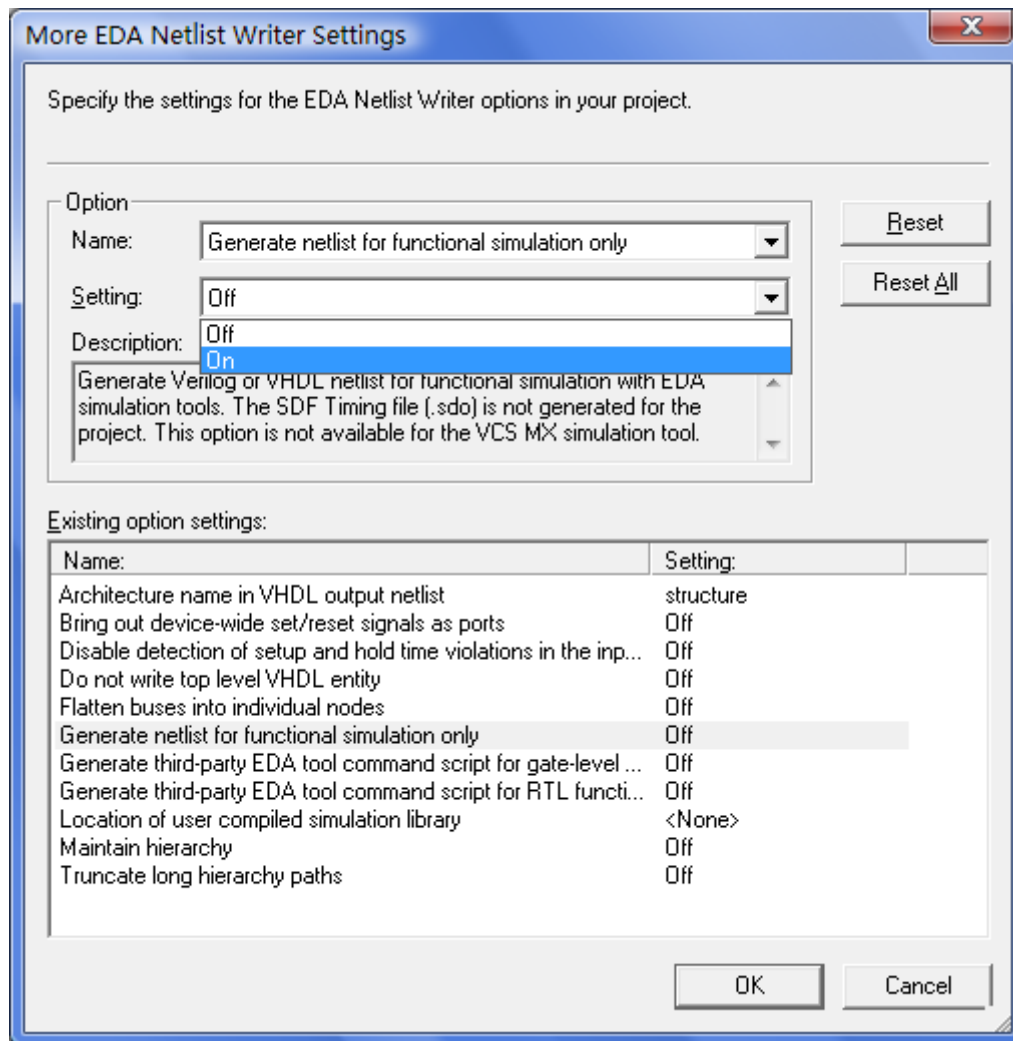 More EDA Netlist Writer Settings
Specify the settings for the EDA Netlist Writer options in your project.
Option
Name: Generate netlist for functional simulation only
Reset
Setting: Off
Reset All
Off
Description:
On
Generate Verilog or VHDL netlist for functional simulation with EDA
simulation tools. The SDF Timing file (.sdo) is not generated for the
project. This option is not available for the VCS MX simulation tool.
Existing option settings:
Name: Setting:
Architecture name in VHDL output netlist structure
Bring out device-wide set/reset signals as ports Off
Disable detection of setup and hold time violations in the inp... Off
Do not write top level VHDL entity Off
Flatten buses into individual nodes Off
Generate netlist for functional simulation only Off
Generate third-party EDA tool command script for gate-level ... Off
Generate third-party EDA tool command script for RTL functi... Off
Location of user compiled simulation library <None>
Maintain hierarchy Off
Truncate long hierarchy paths Off
OK Cancel